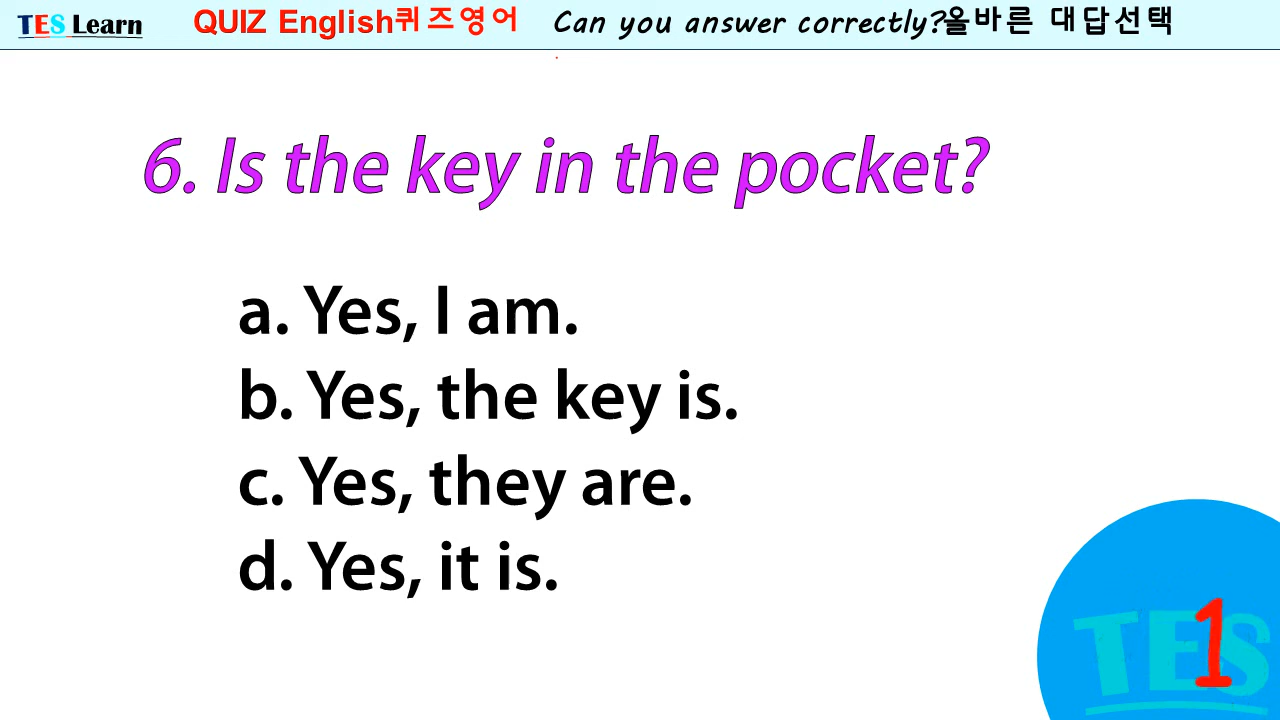 TES Learn QUIZ English퀴즈영어 Can you answer correctly?올바른 대답선택
6. Is the key in the pocket?
a. Yes, I am.
b. Yes, the key is.
c. Yes, they are.
d. Yes, it is.
TES
1